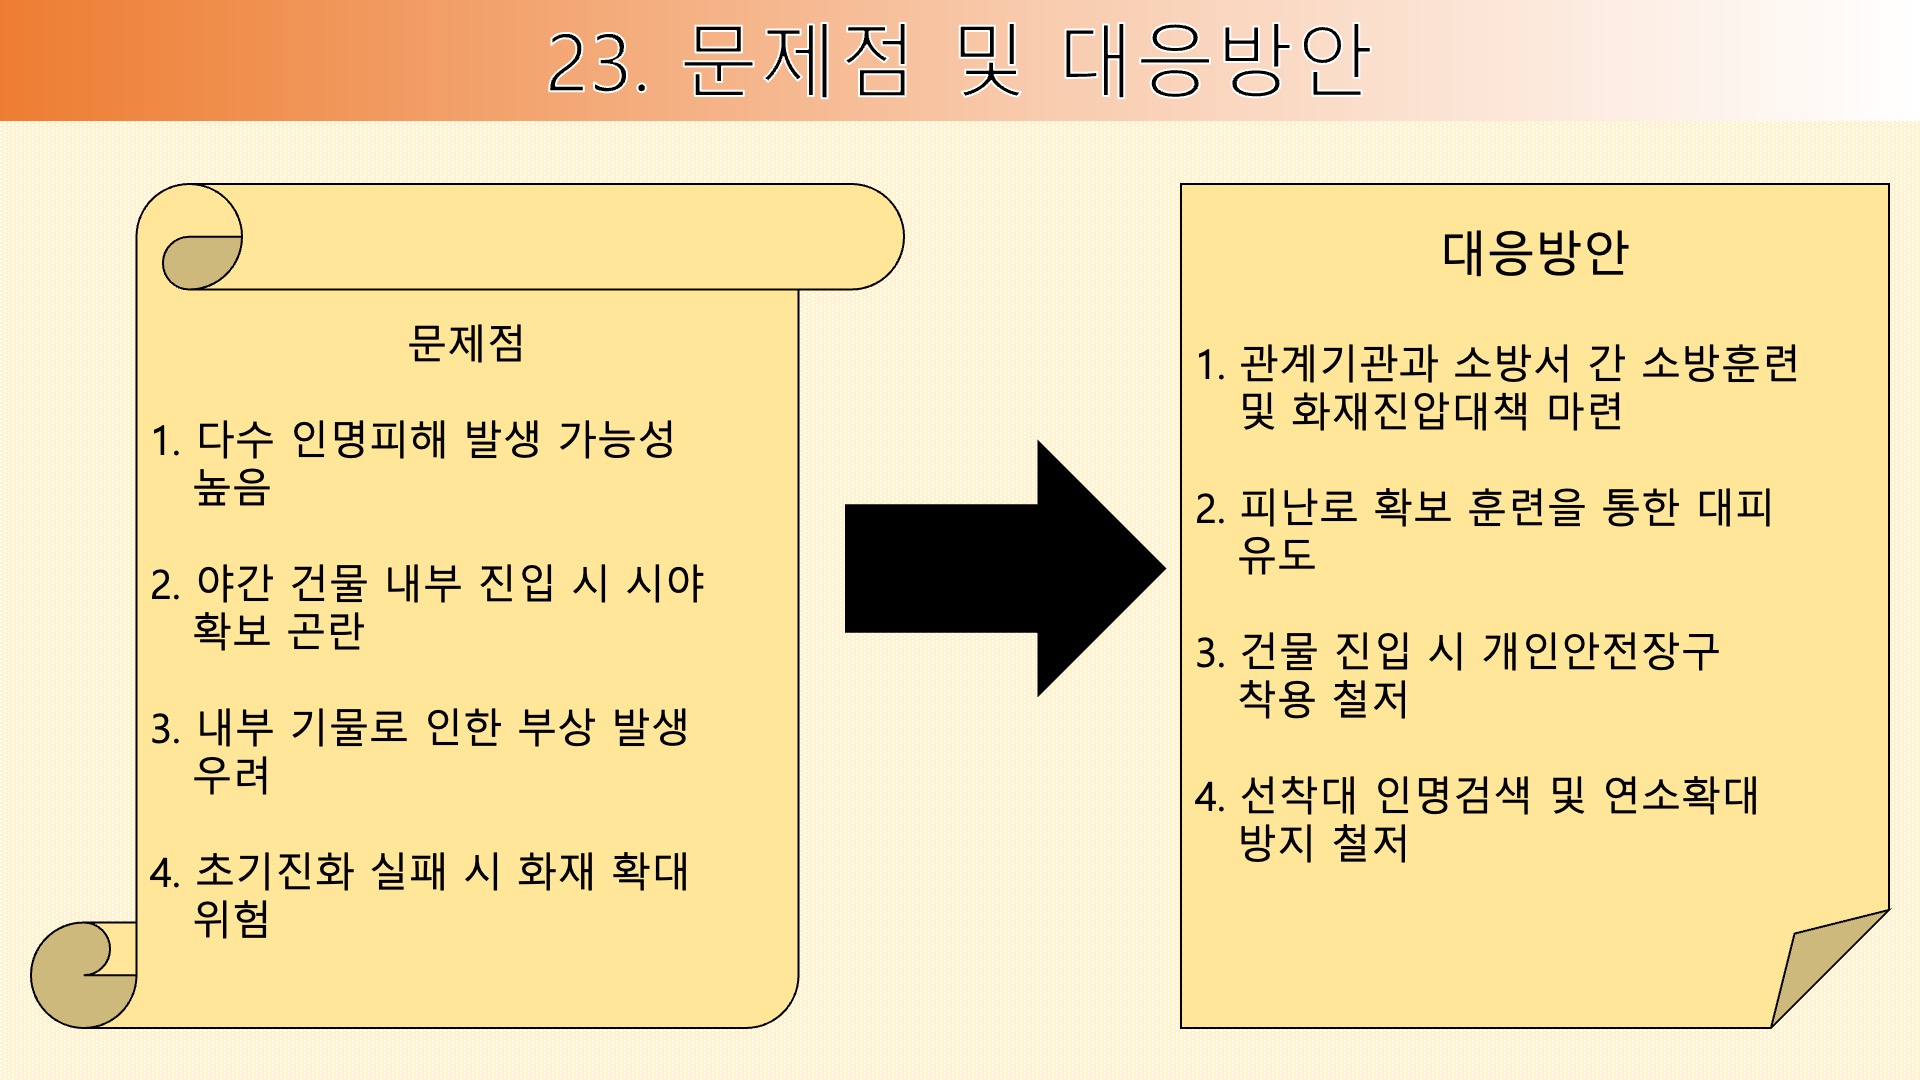 23. 문제점 및 대응방안
문제점
1. 다수 인명피해 발생 가능성
높음
2. 야간 건물 내부 진입 시 시야
확보 곤란
3. 내부 기물로 인한 부상 발생
우려
4. 초기진화 실패 시 화재 확대
위험
대응방안
1. 관계기관과 소방서 간 소방훈련
및 화재진압대책 마련
2. 피난로 확보 훈련을 통한 대피
유도
3. 건물 진입 시 개인안전장구
착용 철저
4. 선착대 인명검색 및 연소확대
방지 철저